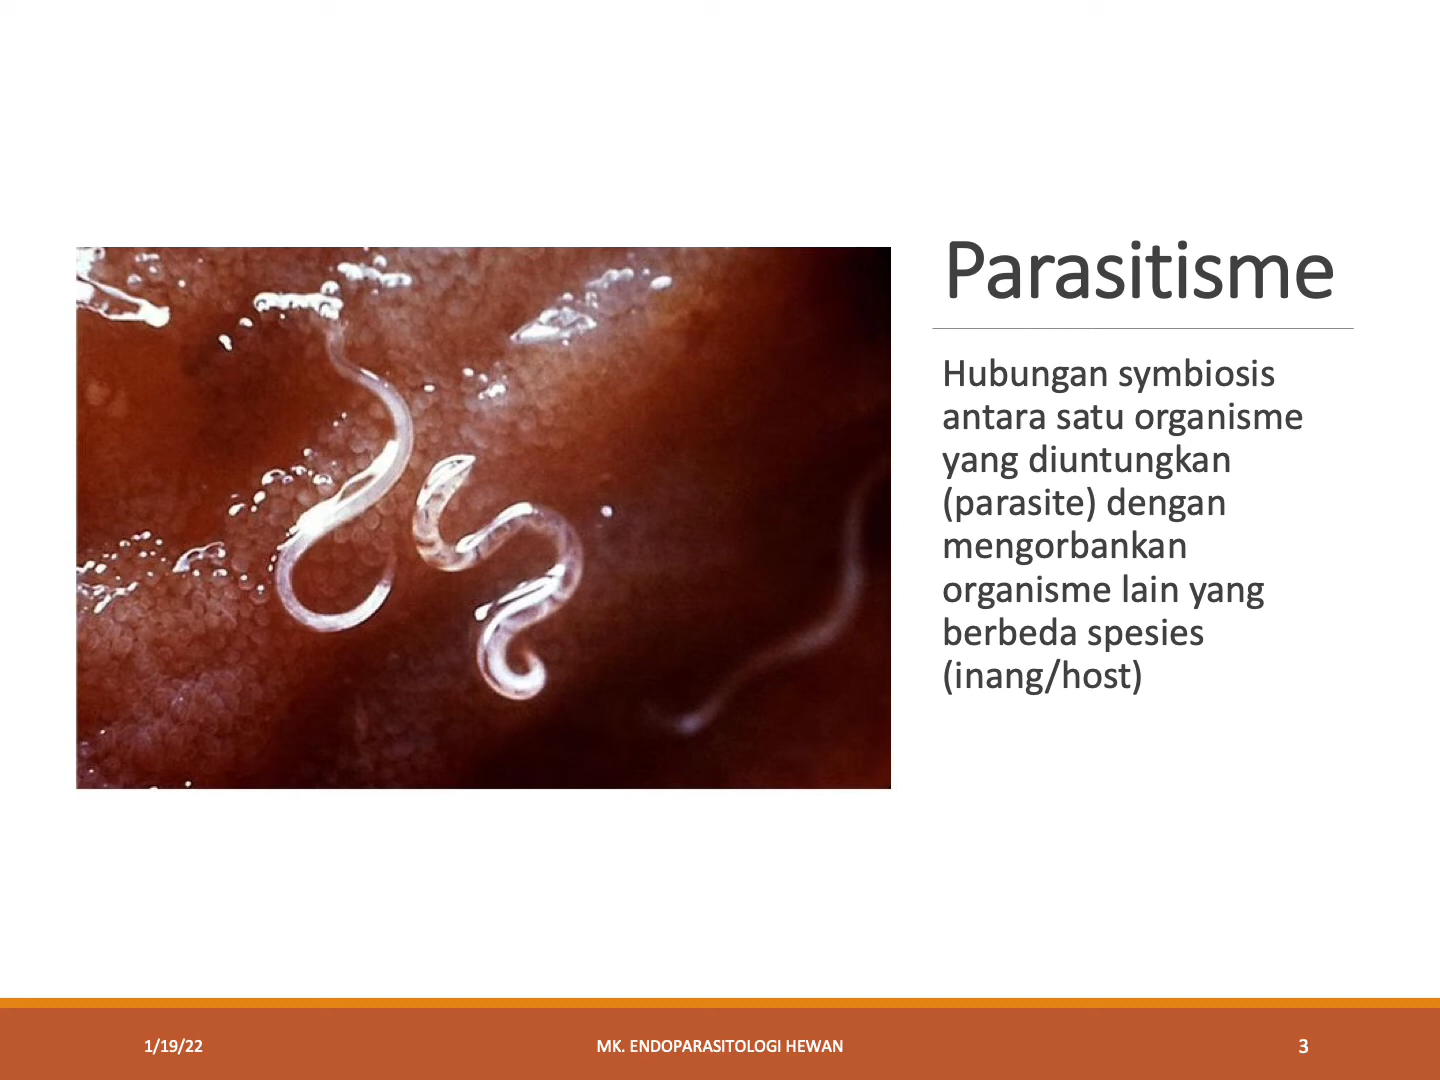 Parasitisme
Hubungan symbiosis
antara satu organisme
yang diuntungkan
(parasite) dengan
mengorbankan
organisme lain yang
berbeda spesies
(inang/host)
1/19/22
MK. ENDOPARASITOLOGI HEWAN
3